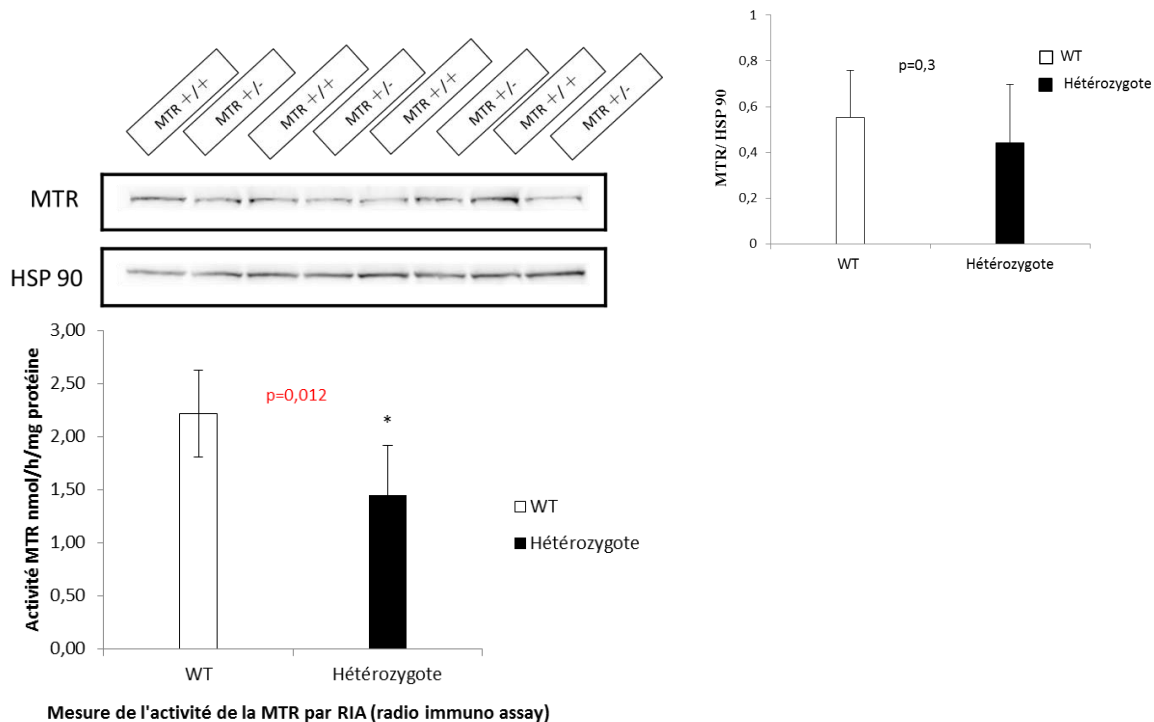 MTR +/+
MTR +/-
MTR +/+
MTR +/-
MTR +/+
MTR +/-
MTR +/+
MTR +/-
MTR
HSP 90
MTR/ HSP 90
1
0,8
0,6
0,4
0,2
0
p=0,3
WT
Hétérozygote
WT
Hétérozygote
Activité MTR nmol/h/mg protéine
3,00
2,50
2,00
1,50
1,00
0,50
0,00
p=0,012
*
WT
Hétérozygote
WT
Hétérozygote
Mesure de l'activité de la MTR par RIA (radio immuno assay)